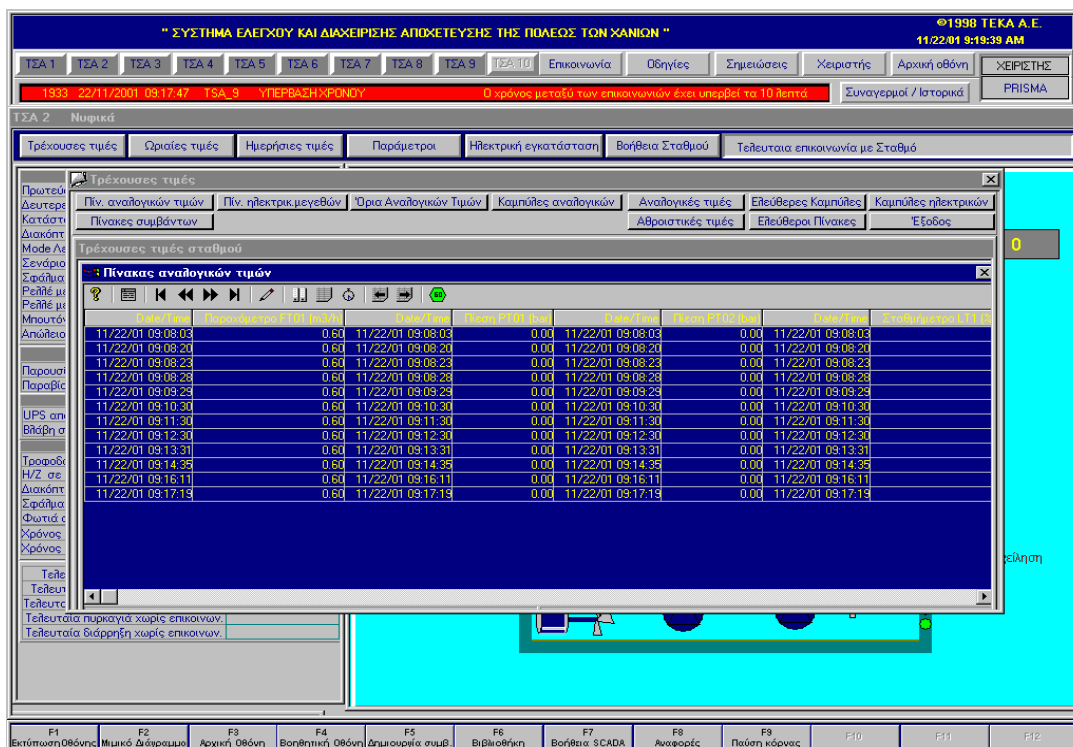 " ΣΥΣΤΗΜΑ ΕΛΕΓΧΟΥ ΚΑΙ ΔΙΑΧΕΙΡΙΣΗΣ ΑΠΟΧΕΤΕΥΣΗΣ ΤΗΣ ΠΟΛΕΩΣ ΤΩΝ ΧΑΝΙΩΝ "
©1998 ΤΕΚΑ Α.Ε.
11/22/01 9:19:39 AM
ΤΣΑ 1 ΤΣΑ 2 ΤΣΑ 3 ΤΣΑ 4 ΤΣΑ 5 ΤΣΑ 6 ΤΣΑ 7 ΤΣΑ 8 ΤΣΑ 9 ΤΣΑ 10 Επικοινωνία Οδηγίες Σημειώσεις Χειριστής Αρχική οθόνη ΧΕΙΡΙΣΤΗΣ
1933 22/11/2001 09:17:47 TSA_9 ΥΠΕΡΒΑΣΗ ΧΡΟΝΟΥ Ο χρόνος μεταξύ των επικοινωνιών έχει υπερβεί τα 10 λεπτά Συναγερμοί / Ιστορικά PRISMA
ΤΣΑ 2 Νυφικά
Τρέχουσες τιμές Ωριαίες τιμές Ημερήσιες τιμές Παράμετροι Ηλεκτρική εγκατάσταση Βοήθεια Σταθμού Τελευταια επικοινωνία με Σταθμό
Τρέχουσες τιμές
Πίν. αναλογικών τιμών Πίν. ηλεκτρικ.μεγεθών Όρια Αναλογικών Τιμών Καμπύλες αναλογικών Αναλογικές τιμές Ελεύθερες Καμπύλες Καμπύλες ηλεκτρικών
Πίνακες συμβάντων Αθροιστικές τιμές Ελεύθεροι Πίνακες Έξοδος
Τρέχουσες τιμές σταθμού
0
Πίνακας αναλογικών τιμών
Date/Time Παροχόμετρο FT01 (m3/h) Date/Time Πίεση PT01 (bar) Date/Time Πίεση PT02 (bar) Date/Time Σταθμήμετρο LT1 (%
11/22/01 09:08:03 0.60 11/22/01 09:08:03 0.00 11/22/01 09:08:03 0.00 11/22/01 09:08:03
11/22/01 09:08:20 0.60 11/22/01 09:08:20 0.00 11/22/01 09:08:20 0.00 11/22/01 09:08:20
11/22/01 09:08:23 0.60 11/22/01 09:08:23 0.00 11/22/01 09:08:23 0.00 11/22/01 09:08:23
11/22/01 09:08:28 0.60 11/22/01 09:08:28 0.00 11/22/01 09:08:28 0.00 11/22/01 09:08:28
11/22/01 09:09:29 0.60 11/22/01 09:09:29 0.00 11/22/01 09:09:29 0.00 11/22/01 09:09:29
11/22/01 09:10:30 0.60 11/22/01 09:10:30 0.00 11/22/01 09:10:30 0.00 11/22/01 09:10:30
11/22/01 09:11:30 0.60 11/22/01 09:11:30 0.00 11/22/01 09:11:30 0.00 11/22/01 09:11:30
11/22/01 09:12:30 0.60 11/22/01 09:12:30 0.00 11/22/01 09:12:30 0.00 11/22/01 09:12:30
11/22/01 09:13:31 0.60 11/22/01 09:13:31 0.00 11/22/01 09:13:31 0.00 11/22/01 09:13:31
11/22/01 09:14:35 0.60 11/22/01 09:14:35 0.00 11/22/01 09:14:35 0.00 11/22/01 09:14:35
11/22/01 09:16:11 0.60 11/22/01 09:16:11 0.00 11/22/01 09:16:11 0.00 11/22/01 09:16:11
11/22/01 09:17:19 0.60 11/22/01 09:17:19 0.00 11/22/01 09:17:19 0.00 11/22/01 09:17:19
Τελευταία πυρκαγιά χωρίς επικοινων.
Τελευταία διάρρηξη χωρίς επικοινων.
F1 F2 F3 F4 F5 F6 F7 F8 F9 F10 F11 F12
Εκτύπωση Οθόνης Μιμικό Διάγραμμα Αρχική Οθόνη Βοηθητική Οθόνη Δημιουργία συμβ. Βιβλιοθήκη Βοήθεια SCADA Αναφορές Παύση κόρνας